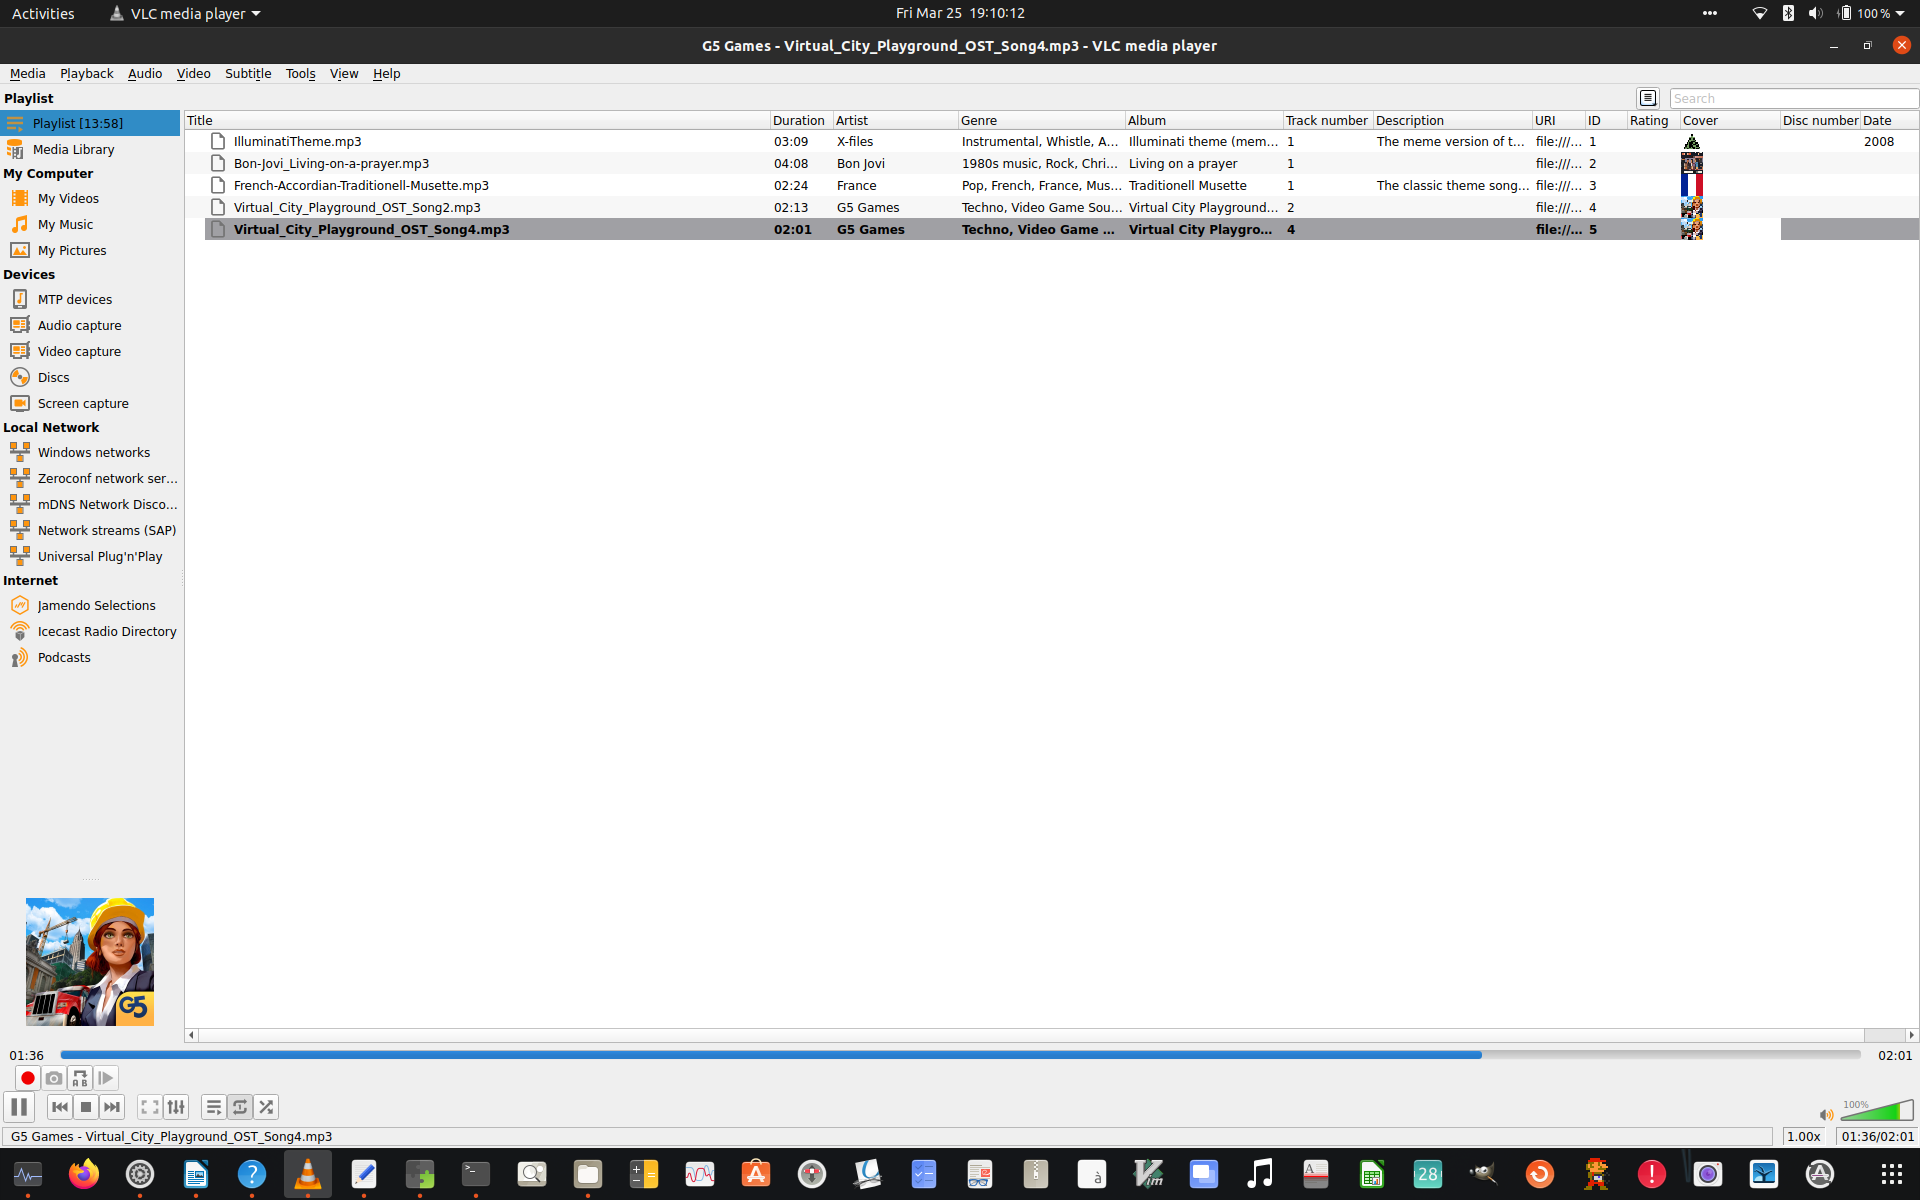 Activities VLC media player Fri Mar 25 19:10:12 100 %
G5 Games - Virtual_City_Playground_OST_Song4.mp3 - VLC media player
Media Playback Audio Video Subtitle Tools View Help
Playlist
Search
Playlist [13:58]
Media Library
My Computer
My Videos
My Music
My Pictures
Devices
MTP devices
Audio capture
Video capture
Discs
Screen capture
Local Network
Windows networks
Zeroconf network ser...
mDNS Network Disco...
Network streams (SAP)
Universal Plug'n'Play
Internet
Jamendo Selections
Icecast Radio Directory
Podcasts
Title Duration Artist Genre Album Track number Description URI ID Rating Cover Disc number Date
IlluminatiTheme.mp3 03:09 X-files Instrumental, Whistle, A... Illuminati theme (mem... 1 The meme version of t... file:///... 1 2008
Bon-Jovi_Living-on-a-prayer.mp3 04:08 Bon Jovi 1980s music, Rock, Chri... Living on a prayer 1 file:///... 2
French-Accordian-Traditionell-Musette.mp3 02:24 France Pop, French, France, Mus... Traditionell Musette 1 The classic theme song... file:///... 3
Virtual_City_Playground_OST_Song2.mp3 02:13 G5 Games Techno, Video Game Sou... Virtual City Playground... 2 file:///... 4
Virtual_City_Playground_OST_Song4.mp3 02:01 G5 Games Techno, Video Game ... Virtual City Playgro... 4 file://... 5
G5
01:36 02:01
A B
100%
G5 Games - Virtual_City_Playground_OST_Song4.mp3 1.00x 01:36/02:01
? >_ à Vim A 28 !